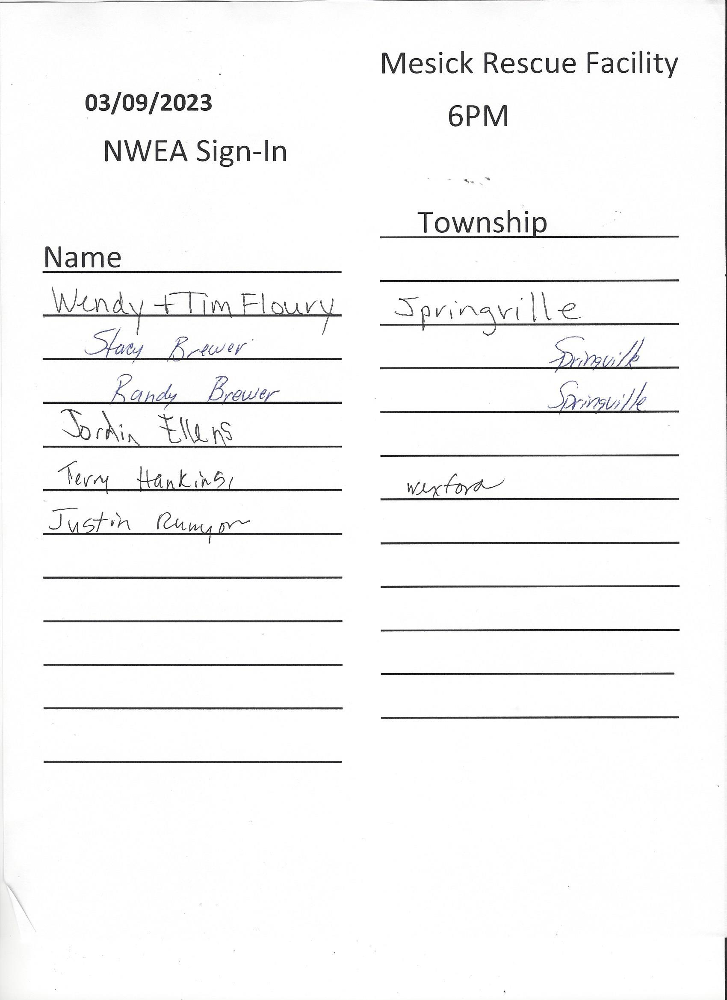 Mesick Rescue Facility
03/09/2023
6PM
NWEA Sign-In
Township
Name
Wendy + Tim Floury Springville
Stacy Brewer Springville
Randy Brewer Springville
Jordin Ellens
Terry Hankins, wexford
Justin Runyon